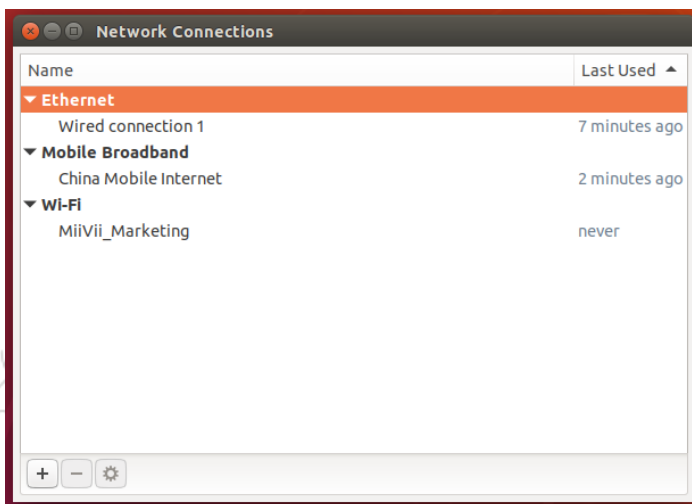 Network Connections
Name Last Used
Ethernet
Wired connection 1 7 minutes ago
Mobile Broadband
China Mobile Internet 2 minutes ago
Wi-Fi
MiiVii_Marketing never